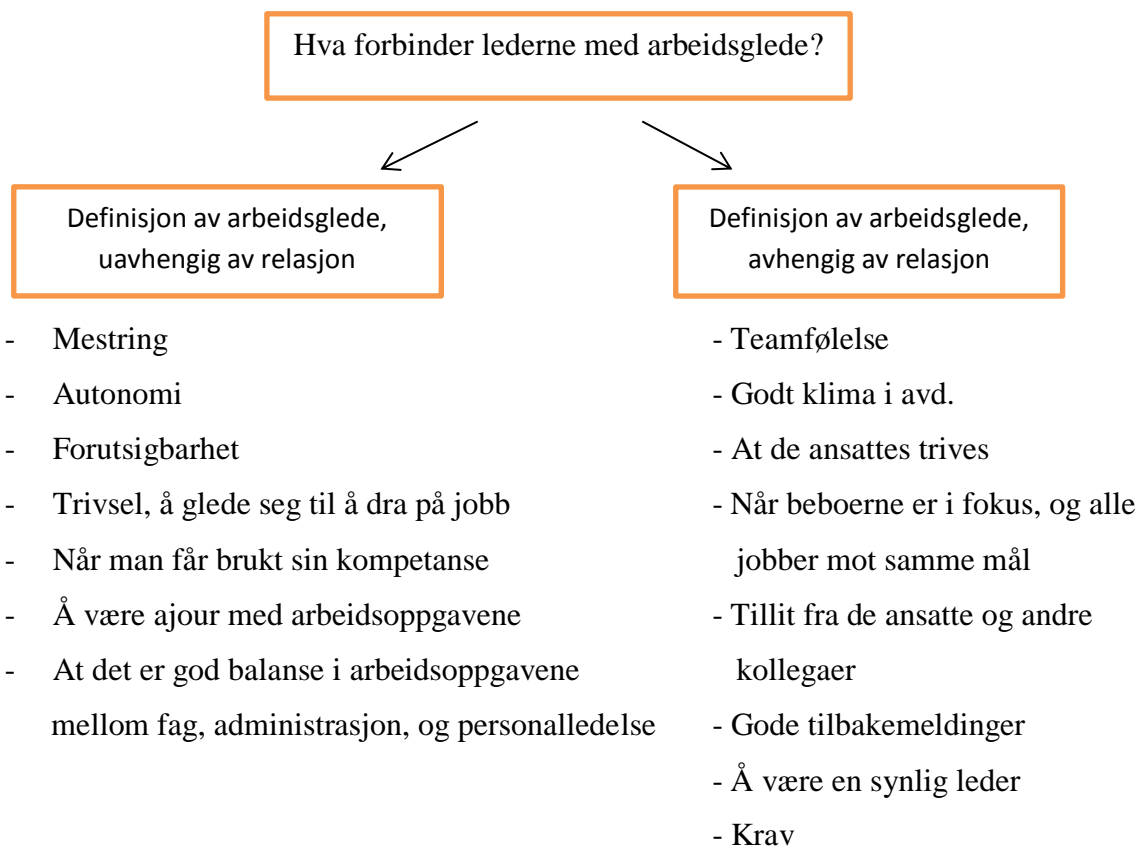 Hva forbinder lederne med arbeidsglede?
Definisjon av arbeidsglede,
uavhengig av relasjon
- Mestring
- Autonomi
- Forutsigbarhet
- Trivsel, å glede seg til å dra på jobb
- Når man får brukt sin kompetanse
- Å være ajour med arbeidsoppgavene
- At det er god balanse i arbeidsoppgavene
mellom fag, administrasjon, og personalledelse
Definisjon av arbeidsglede,
avhengig av relasjon
- Teamfølelse
- Godt klima i avd.
- At de ansattes trives
- Når beboerne er i fokus, og alle
jobber mot samme mål
- Tillit fra de ansatte og andre
kollegaer
- Gode tilbakemeldinger
- Å være en synlig leder
- Krav